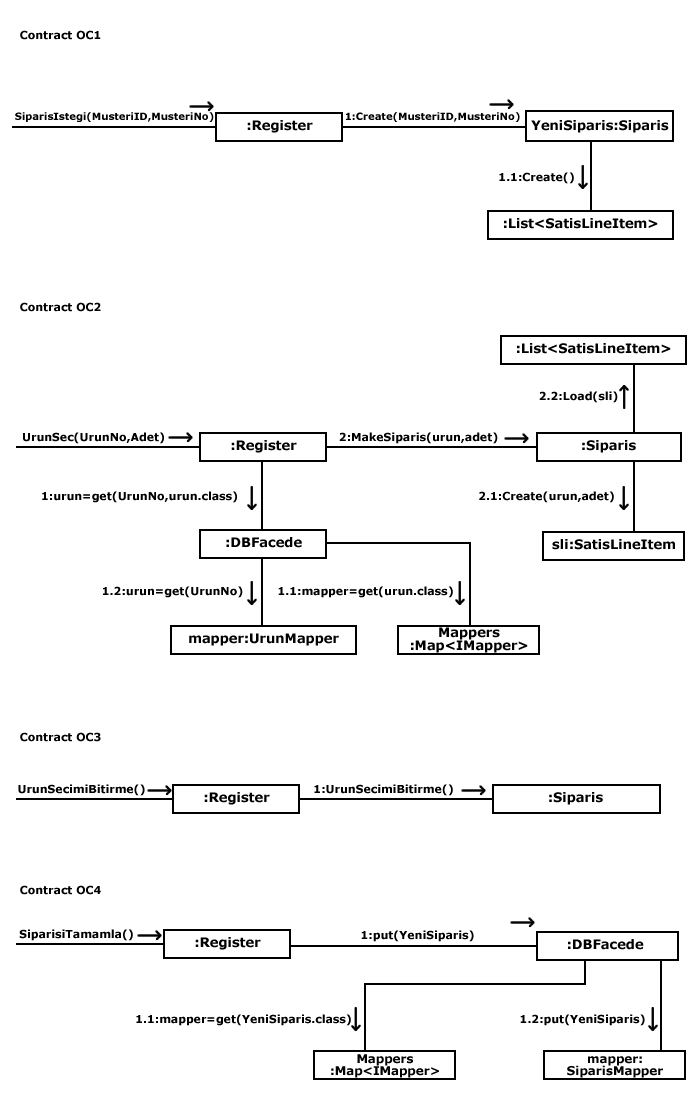 Contract OC1
SiparisIstegi(MusteriID,MusteriNo)
:Register
1:Create(MusteriID,MusteriNo)
YeniSiparis:Siparis
1.1:Create()
:List<SatisLineItem>
Contract OC2
:List<SatisLineItem>
2.2:Load(sli)
UrunSec(UrunNo,Adet)
:Register
2:MakeSiparis(urun,adet)
:Siparis
1:urun=get(UrunNo,urun.class)
2.1:Create(urun,adet)
:DBFacede
sli:SatisLineItem
1.2:urun=get(UrunNo)
1.1:mapper=get(urun.class)
mapper:UrunMapper
Mappers
:Map<IMapper>
Contract OC3
UrunSecimiBitirme()
:Register
1:UrunSecimiBitirme()
:Siparis
Contract OC4
SiparisiTamamla()
:Register
1:put(YeniSiparis)
:DBFacede
1.1:mapper=get(YeniSiparis.class)
1.2:put(YeniSiparis)
Mappers
:Map<IMapper>
mapper:
SiparisMapper